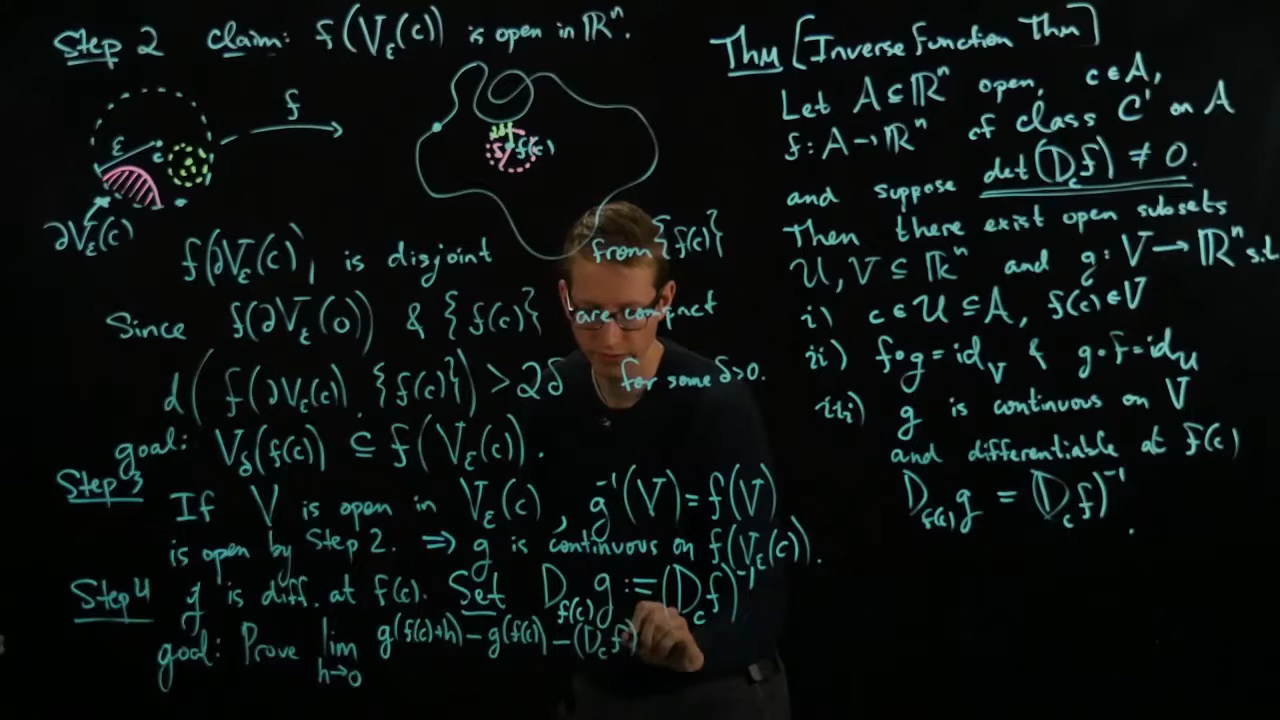 Step 2 claim: f(V_ε(c)) is open in ℝⁿ.
f
ε c
2δ
δ f(c)
∂V_ε(c)
f(∂V_ε(c)) is disjoint from {f(c)}
Since f(∂V_ε(0)) & {f(c)} are compact
d(f(∂V_ε(c), {f(c)}) > 2δ for some δ>0.
goal: V_δ(f(c)) ⊆ f(V_ε(c)).
Step 3
If V is open in V_ε(c), g⁻¹(V) = f(V)
is open by Step 2. ⇒ g is continuous on f(V_ε(c)).
Step 4 g is diff. at f(c). Set D_{f(c)}g := (D_c f)⁻¹
goal: Prove lim_{h→0} g(f(c)+h) − g(f(c)) − (D_c f)
Thm [Inverse Function Thm]
Let A ⊆ ℝⁿ open, c ∈ A,
f: A → ℝⁿ of class C¹ on A
and suppose det(D_c f) ≠ 0.
Then there exist open subsets
U, V ⊆ ℝⁿ and g: V → ℝⁿ s.t.
i) c ∈ U ⊆ A, f(c) ∈ V
ii) f∘g = id_V & g∘f = id_U
iii) g is continuous on V
and differentiable at f(c)
D_{f(c)}g = (D_c f)⁻¹.